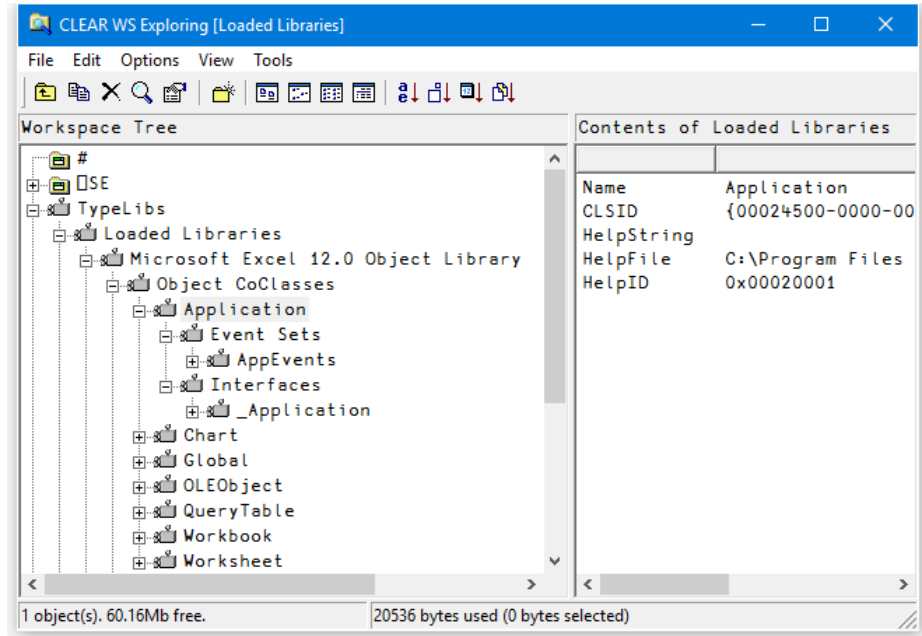 CLEAR WS Exploring [Loaded Libraries]
File Edit Options View Tools
Workspace Tree
#
⎕SE
TypeLibs
Loaded Libraries
Microsoft Excel 12.0 Object Library
Object CoClasses
Application
Event Sets
AppEvents
Interfaces
_Application
Chart
Global
OLEObject
QueryTable
Workbook
Worksheet
Contents of Loaded Libraries
Name Application
CLSID {00024500-0000-00
HelpString
HelpFile C:\Program Files
HelpID 0x00020001
1 object(s). 60.16Mb free.
20536 bytes used (0 bytes selected)